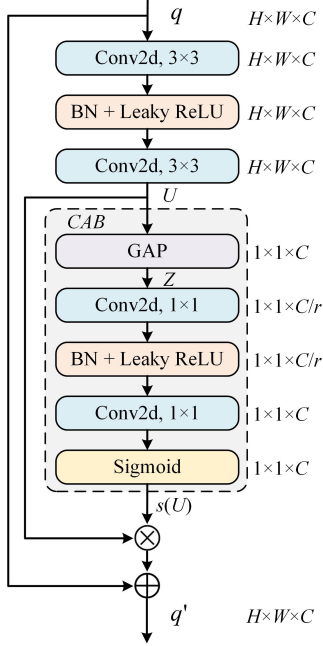 q H×W×C
Conv2d, 3×3 H×W×C
BN + Leaky ReLU H×W×C
Conv2d, 3×3 H×W×C
U
CAB
GAP 1×1×C
Z
Conv2d, 1×1 1×1×C/r
BN + Leaky ReLU 1×1×C/r
Conv2d, 1×1 1×1×C
Sigmoid 1×1×C
s(U)
q' H×W×C